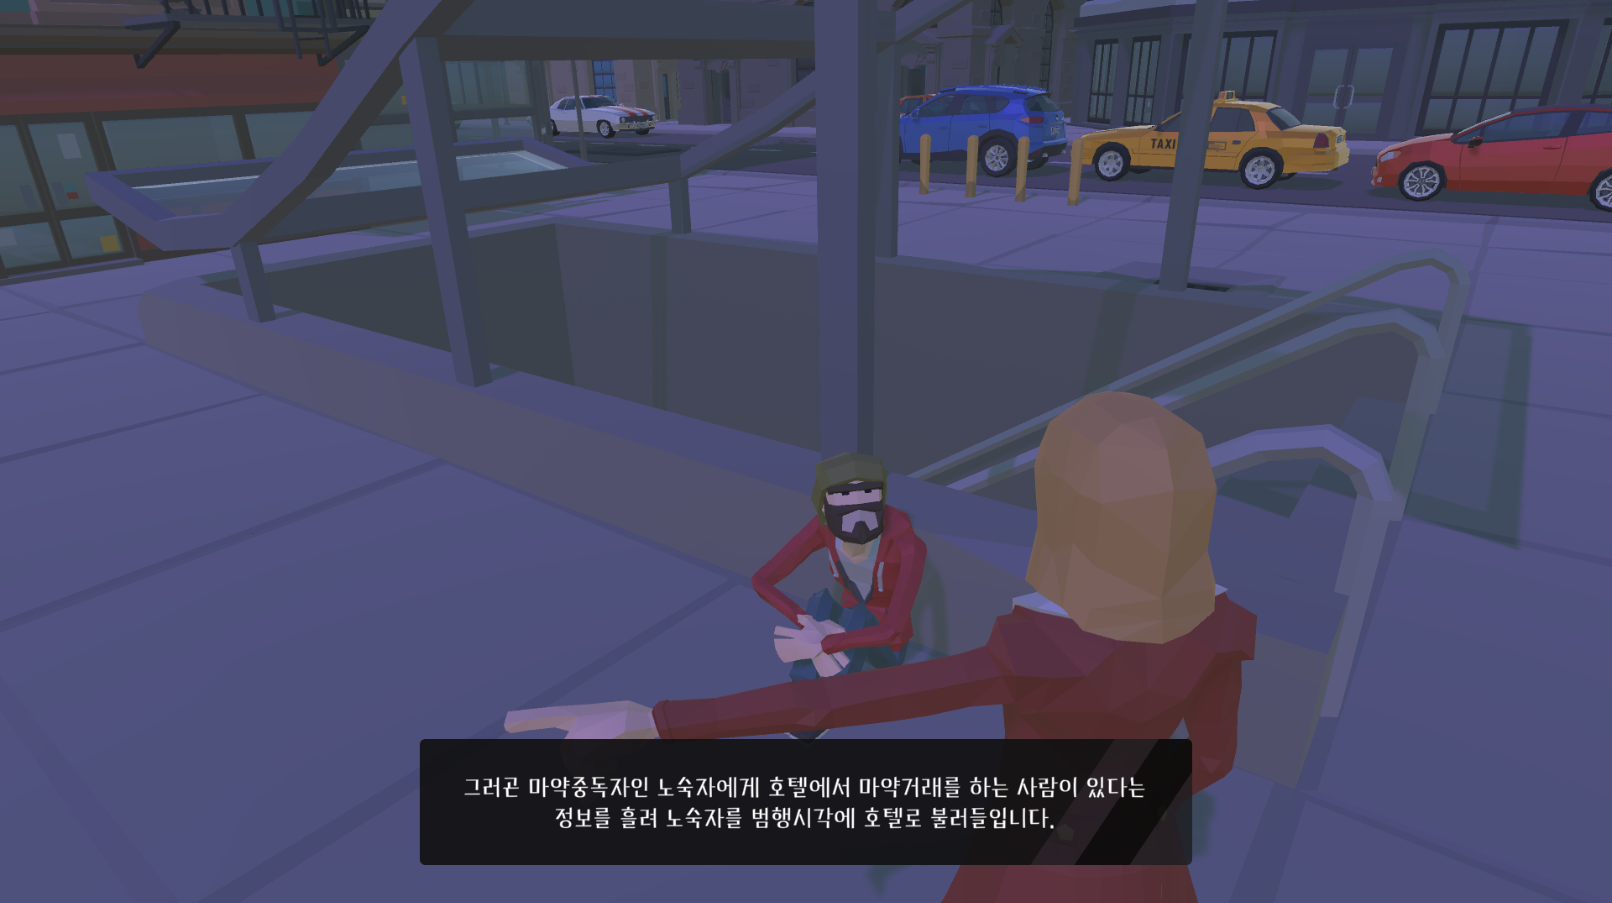 TAXI
그러곤 마약중독자인 노숙자에게 호텔에서 마약거래를 하는 사람이 있다는
정보를 흘려 노숙자를 범행시각에 호텔로 불러들입니다.